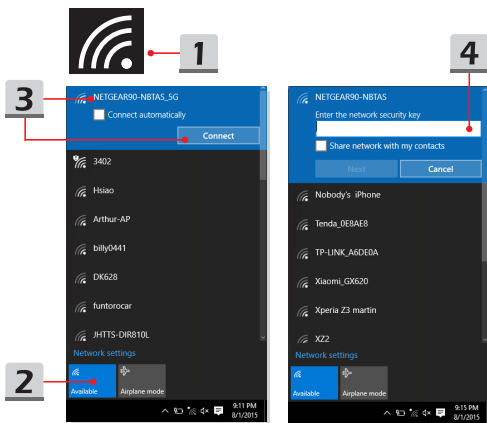 1
3
NETGEAR90-NBTAS_5G
Connect automatically
Connect
3402
Hsiao
Arthur-AP
billy0441
DK628
funtorocar
JHTTS-DIR810L
Network settings
2
Available
Airplane mode
9:11 PM
8/1/2015
4
NETGEAR90-NBTAS
Enter the network security key
Share network with my contacts
Next
Cancel
Nobody's iPhone
Tenda_0E8AE8
TP-LINK_A6DE0A
Xiaomi_GX620
Xperia Z3 martin
XZ2
Network settings
Available
Airplane mode
9:15 PM
8/1/2015